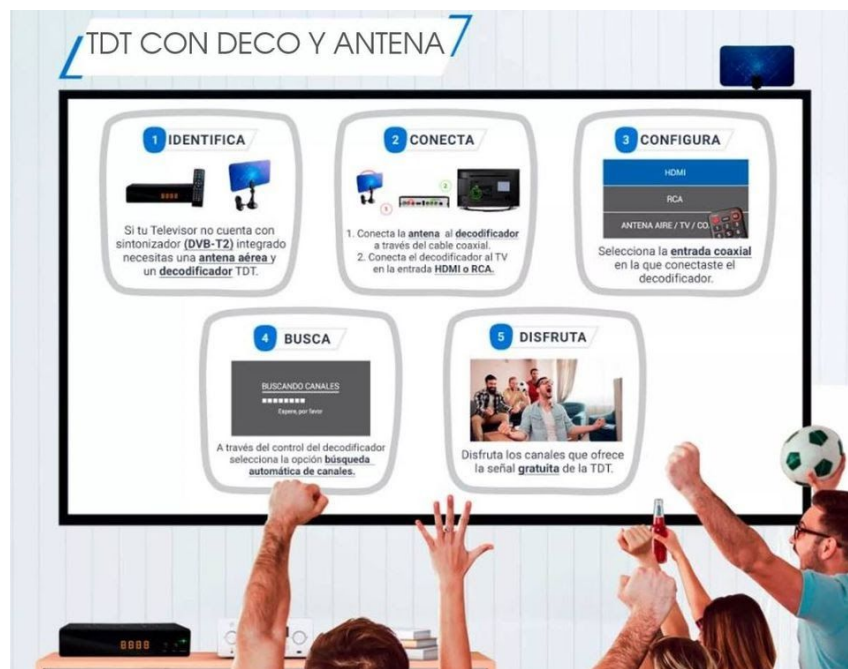 TDT CON DECO Y ANTENA
1 IDENTIFICA
Si tu Televisor no cuenta con
sintonizador (DVB-T2) integrado
necesitas una antena aérea y
un decodificador TDT.
2 CONECTA
1
2
1. Conecta la antena al decodificador
a través del cable coaxial.
2. Conecta el decodificador al TV
en la entrada HDMI o RCA.
3 CONFIGURA
HDMI
RCA
ANTENA AIRE / TV / CO
Selecciona la entrada coaxial
en la que conectaste el
decodificador.
4 BUSCA
BUSCANDO CANALES
Espere, por favor
A través del control del decodificador
selecciona la opción búsqueda
automática de canales.
5 DISFRUTA
Disfruta los canales que ofrece
la señal gratuita de la TDT.
8888